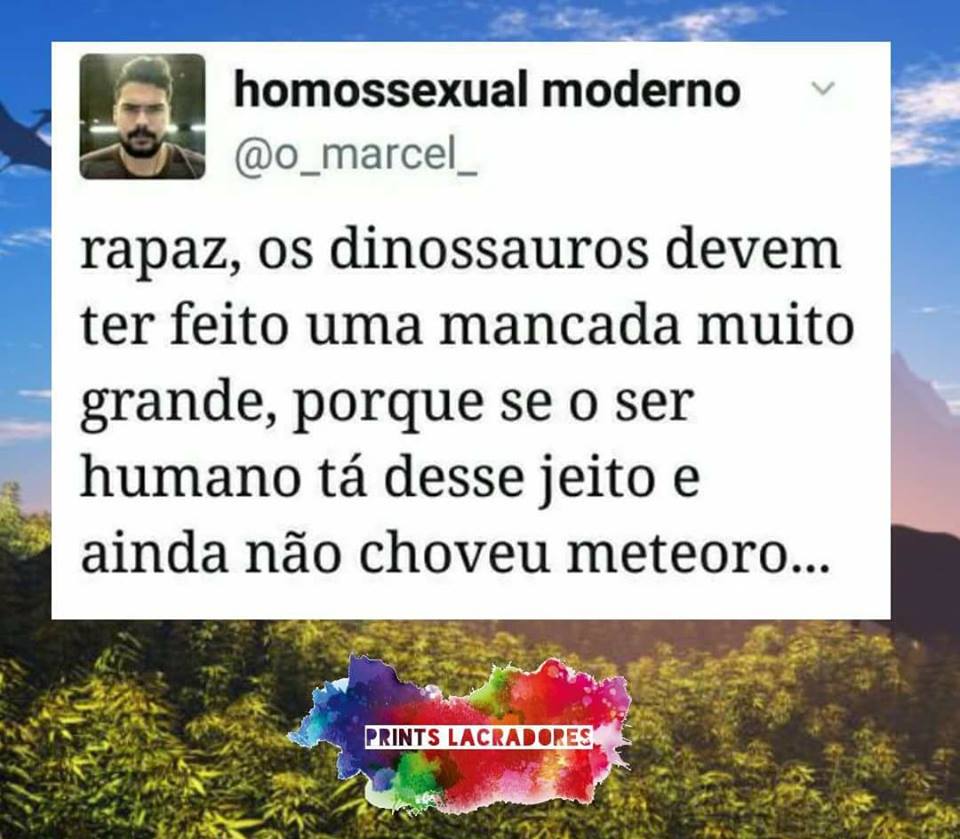 homossexual moderno
@o_marcel_
rapaz, os dinossauros devem
ter feito uma mancada muito
grande, porque se o ser
humano tá desse jeito e
ainda não choveu meteoro...
PRINTS LACRADORES